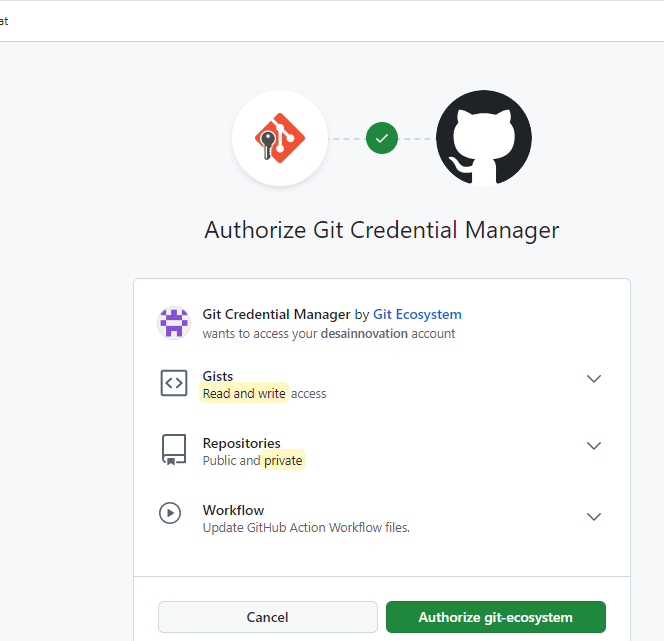 at
Authorize Git Credential Manager
Git Credential Manager by Git Ecosystem
wants to access your desainnovation account
Gists
Read and write access
Repositories
Public and private
Workflow
Update GitHub Action Workflow files.
Cancel Authorize git-ecosystem